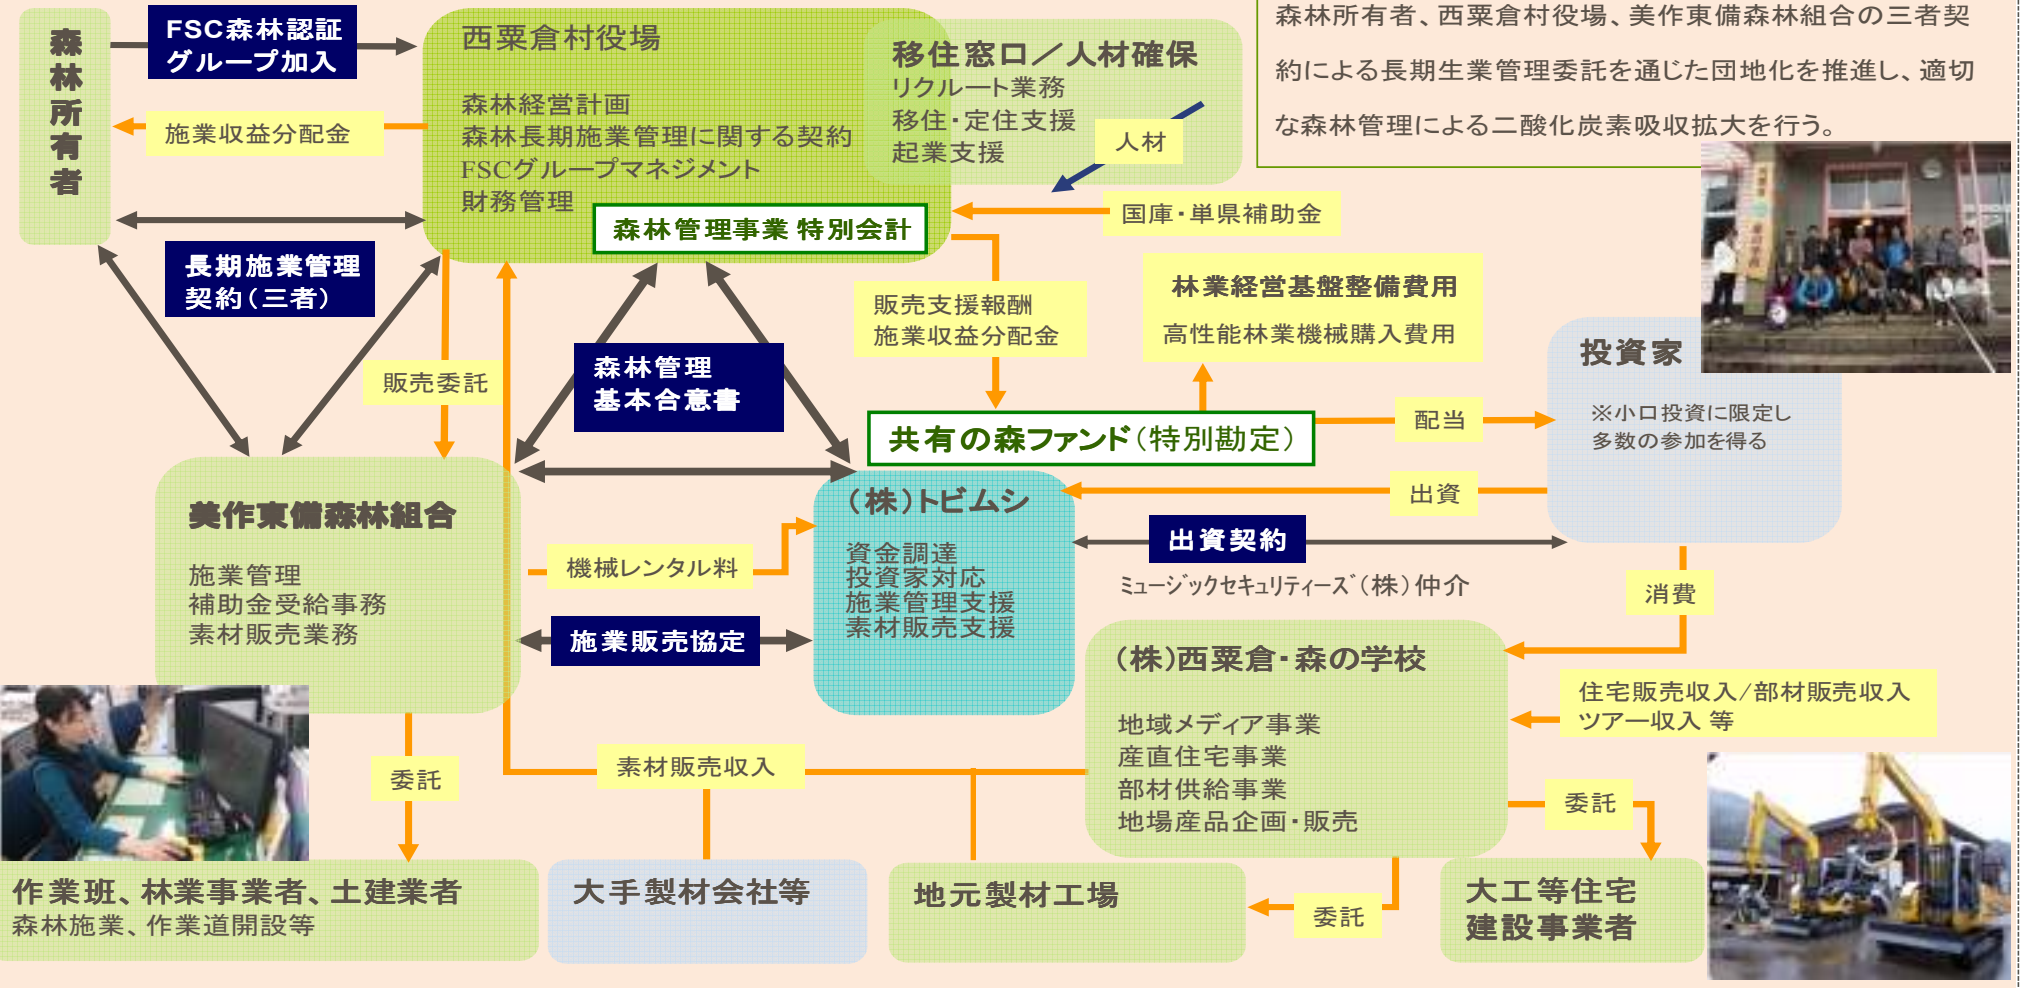 森林所有者
FSC森林認証
グループ加入
施業収益分配金
長期施業管理
契約（三者）
西粟倉村役場
森林経営計画
森林長期施業管理に関する契約
FSCグループマネジメント
財務管理
森林管理事業 特別会計
移住窓口／人材確保
リクルート業務
移住・定住支援
起業支援
人材
森林所有者、西粟倉村役場、美作東備森林組合の三者契
約による長期生業管理委託を通じた団地化を推進し、適切
な森林管理による二酸化炭素吸収拡大を行う。
国庫・単県補助金
販売支援報酬
施業収益分配金
林業経営基盤整備費用
高性能林業機械購入費用
販売委託
森林管理
基本合意書
共有の森ファンド（特別勘定）
配当
投資家
※小口投資に限定し
多数の参加を得る
出資
出資契約
ミュージックセキュリティーズ（株）仲介
消費
美作東備森林組合
施業管理
補助金受給事務
素材販売業務
機械レンタル料
施業販売協定
（株）トビムシ
資金調達
投資家対応
施業管理支援
素材販売支援
（株）西粟倉・森の学校
地域メディア事業
産直住宅事業
部材供給事業
地場産品企画・販売
住宅販売収入/部材販売収入
ツアー収入 等
委託
素材販売収入
委託
委託
作業班、林業事業者、土建業者
森林施業、作業道開設等
大手製材会社等
地元製材工場
大工等住宅
建設事業者